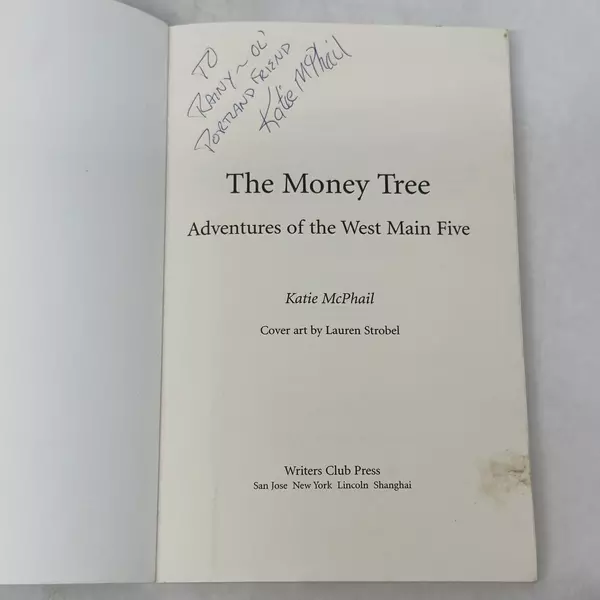 TO
RAINY ~ OL'
PORTLAND FRIEND
Katie McPhail
The Money Tree
Adventures of the West Main Five
Katie McPhail
Cover art by Lauren Strobel
Writers Club Press
San Jose New York Lincoln Shanghai